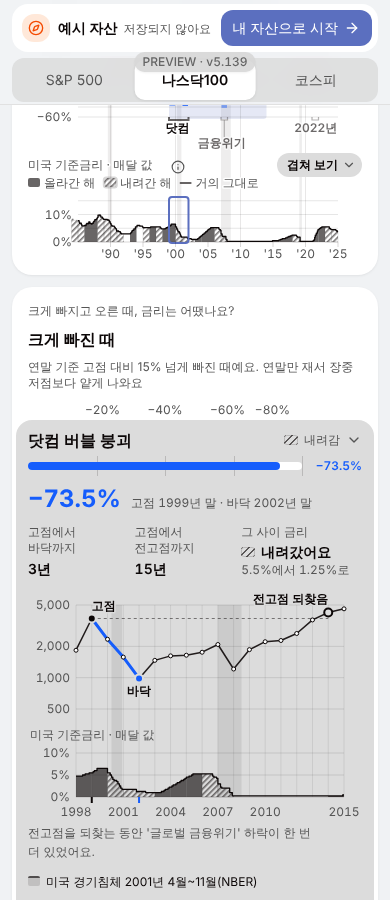 예시 자산 저장되지 않아요 내 자산으로 시작 →
PREVIEW · v5.139
S&P 500 나스닥100 코스피
−60%
닷컴 2022년
금융위기
미국 기준금리 · 매달 값 겹쳐 보기
올라간 해 내려간 해 거의 그대로
10%
0%
'90 '95 '00 '05 '10 '15 '20 '25
크게 빠지고 오른 때, 금리는 어땠나요?
크게 빠진 때
연말 기준 고점 대비 15% 넘게 빠진 때예요. 연말만 재서 장중
저점보다 얕게 나와요
−20% −40% −60% −80%
닷컴 버블 붕괴 내려감
−73.5%
−73.5% 고점 1999년 말 · 바닥 2002년 말
고점에서 고점에서 그 사이 금리
바닥까지 전고점까지 내려갔어요
3년 15년 5.5%에서 1.25%로
고점 전고점 되찾음
5,000
2,000
1,000
바닥
500
미국 기준금리 · 매달 값
10%
5%
0%
1998 2001 2004 2007 2010 2015
전고점을 되찾는 동안 '글로벌 금융위기' 하락이 한 번
더 있었어요.
미국 경기침체 2001년 4월~11월(NBER)